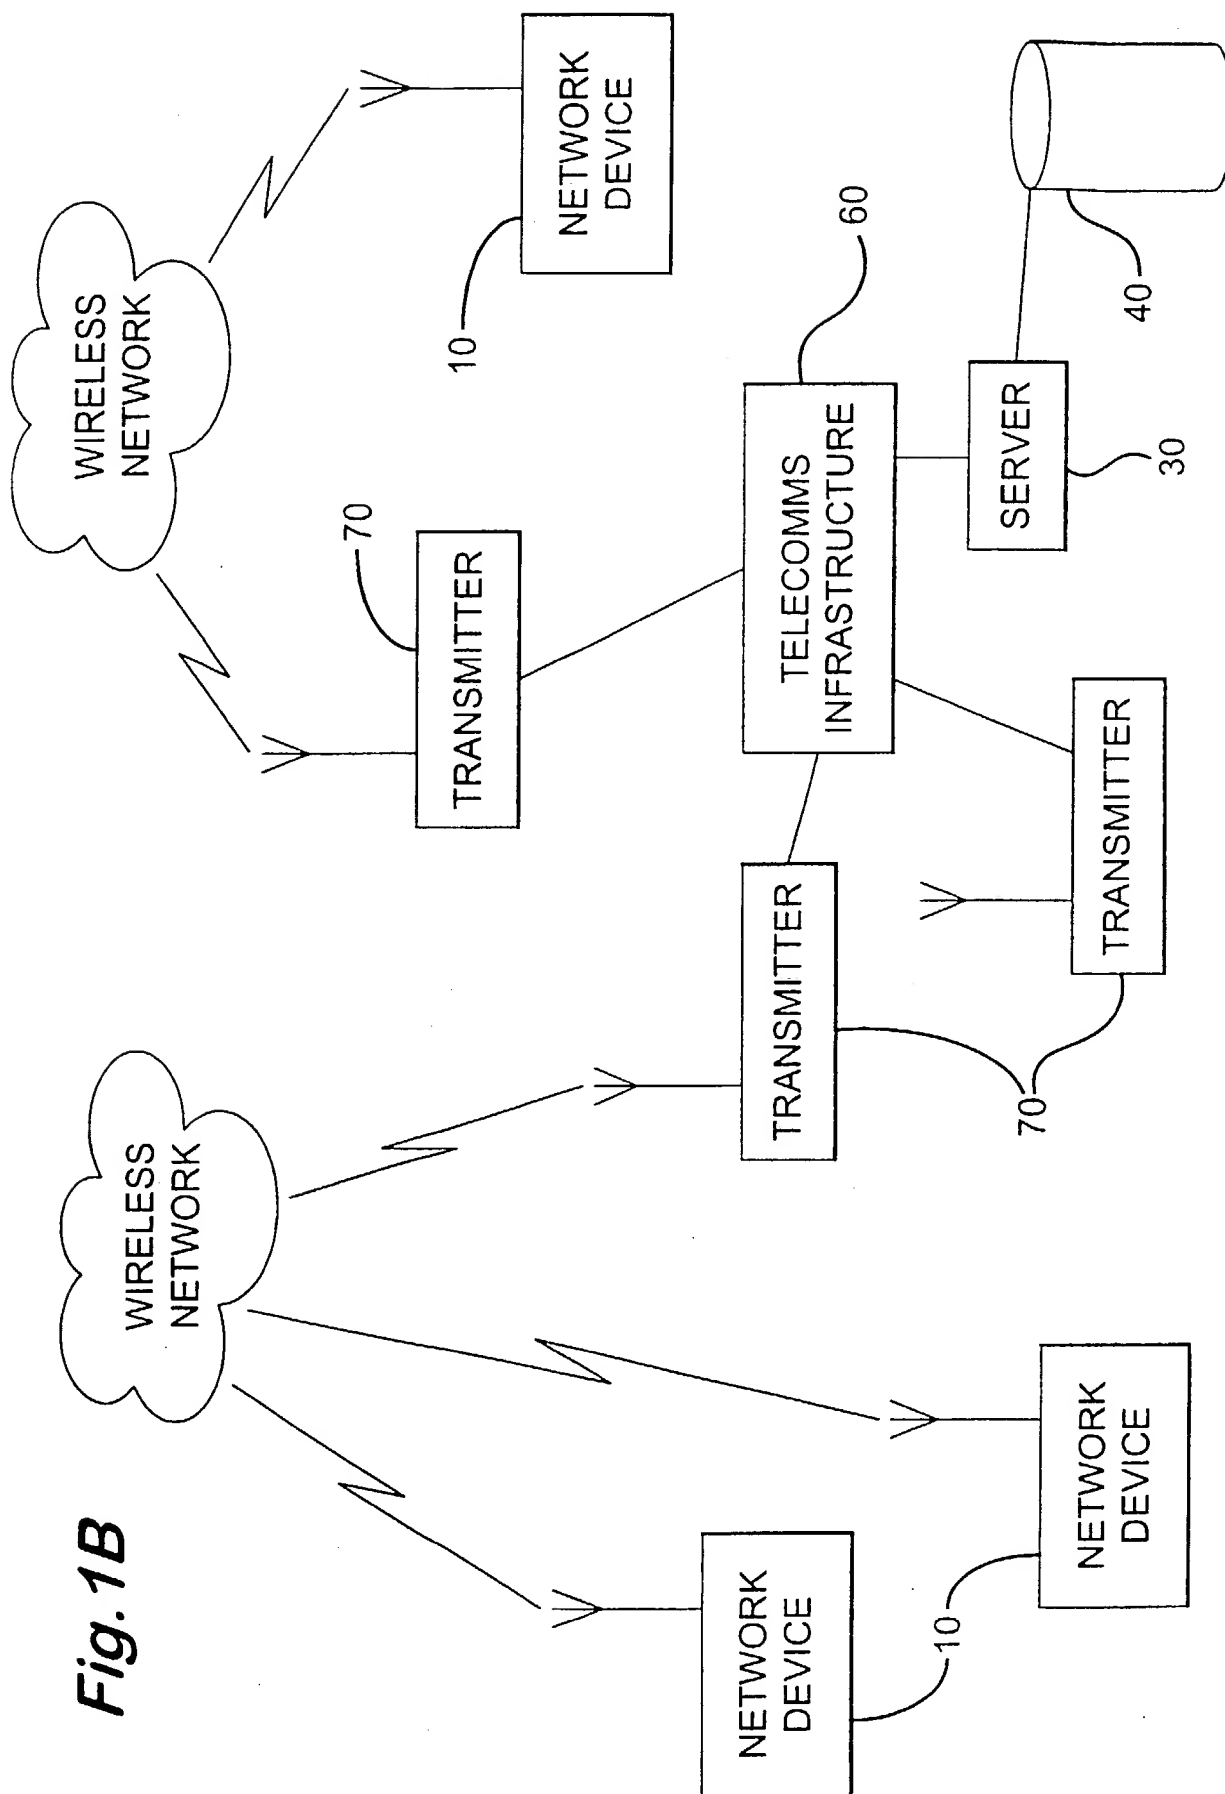 Fig. 1B
WIRELESS
NETWORK
WIRELESS
NETWORK
70
TRANSMITTER
10
NETWORK
DEVICE
NETWORK
DEVICE
10
NETWORK
DEVICE
TRANSMITTER
70
TRANSMITTER
TELECOMMS
INFRASTRUCTURE
60
SERVER
30
40